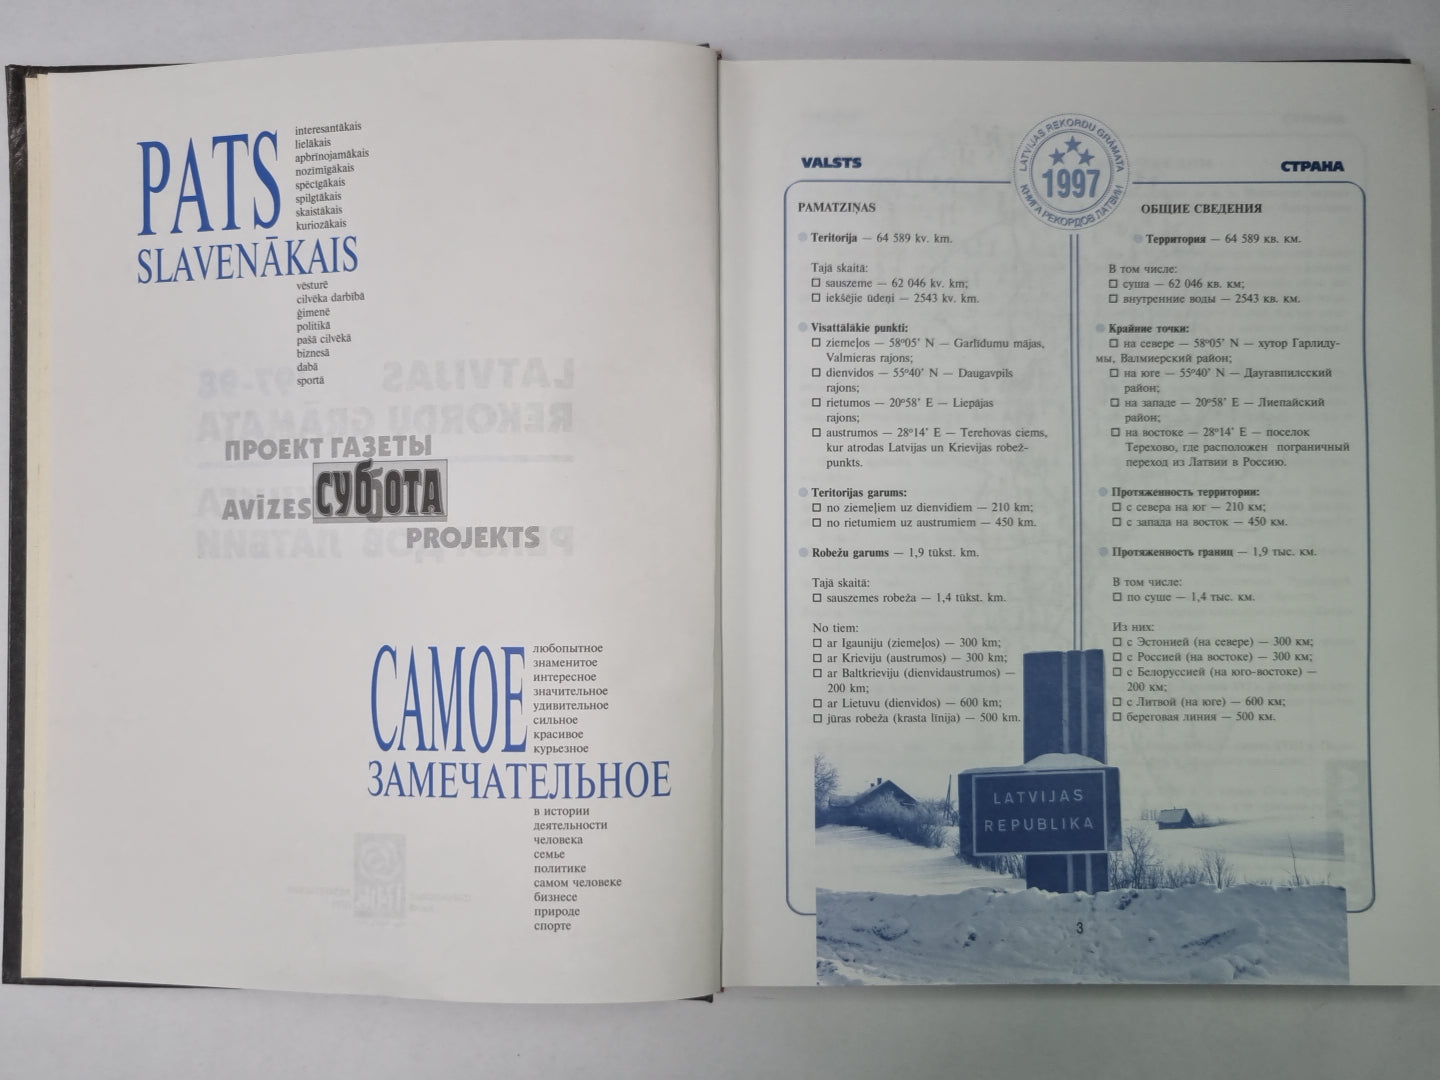 PATS
interesantākais
lielākais
apbrīnojamākais
nozīmīgākais
spēcīgākais
spilgtākais
skaistākais
kuriozākais
SLAVENĀKAIS
vēsturē
cilvēka darbībā
ģimenē
politikā
pašā cilvēkā
biznesā
dabā
sportā
ПРОЕКТ ГАЗЕТЫ
AVĪZES СУББОТА
PROJEKTS
САМОЕ
любопытное
знаменитое
интересное
значительное
удивительное
сильное
красивое
курьезное
ЗАМЕЧАТЕЛЬНОЕ
в истории
деятельности
человека
семье
политике
самом человеке
бизнесе
природе
спорте
LATVIJAS REKORDU GRĀMATA
1997
КНИГА РЕКОРДОВ ЛАТВИИ
VALSTS
PAMATZIŅAS
Teritorija — 64 589 kv. km.
Tajā skaitā:
☐ sauszeme — 62 046 kv. km;
☐ iekšējie ūdeņi — 2543 kv. km.
Visattālākie punkti:
☐ ziemeļos — 58°05' N — Garlīdumu mājas,
Valmieras rajons;
☐ dienvidos — 55°40' N — Daugavpils
rajons;
☐ rietumos — 20°58' E — Liepājas
rajons;
☐ austrumos — 28°14' E — Terehovas ciems,
kur atrodas Latvijas un Krievijas robež-
punkts.
Teritorijas garums:
☐ no ziemeļiem uz dienvidiem — 210 km;
☐ no rietumiem uz austrumiem — 450 km.
Robežu garums — 1,9 tūkst. km.
Tajā skaitā:
☐ sauszemes robeža — 1,4 tūkst. km.
No tiem:
☐ ar Igauniju (ziemeļos) — 300 km;
☐ ar Krieviju (austrumos) — 300 km;
☐ ar Baltkrieviju (dienvidaustrumos) —
200 km;
☐ ar Lietuvu (dienvidos) — 600 km;
☐ jūras robeža (krasta līnija) — 500 km.
СТРАНА
ОБЩИЕ СВЕДЕНИЯ
Территория — 64 589 кв. км.
В том числе:
☐ суша — 62 046 кв. км;
☐ внутренние воды — 2543 кв. км.
Крайние точки:
☐ на севере — 58°05' N — хутор Гарлиду-
мы, Валмиерский район;
☐ на юге — 55°40' N — Даугавпилсский
район;
☐ на западе — 20°58' E — Лиепайский
район;
☐ на востоке — 28°14' E — поселок
Терехово, где расположен пограничный
переход из Латвии в Россию.
Протяженность территории:
☐ с севера на юг — 210 км;
☐ с запада на восток — 450 км.
Протяженность границ — 1,9 тыс. км.
В том числе:
☐ по суше — 1,4 тыс. км.
Из них:
☐ с Эстонией (на севере) — 300 км;
☐ с Россией (на востоке) — 300 км;
☐ с Белоруссией (на юго-востоке) —
200 км;
☐ с Литвой (на юге) — 600 км;
☐ береговая линия — 500 км.
LATVIJAS
REPUBLIKA
3